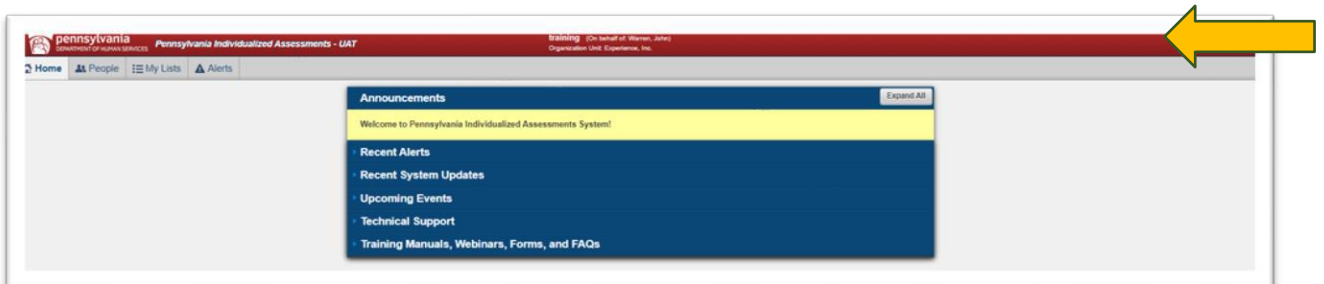 pennsylvania
DEPARTMENT OF HUMAN SERVICES
Pennsylvania Individualized Assessments - UAT
training (On behalf of: Warren, John)
Organization Unit: Experience, Inc.
Home People My Lists Alerts
Announcements Expand All
Welcome to Pennsylvania Individualized Assessments System!
Recent Alerts
Recent System Updates
Upcoming Events
Technical Support
Training Manuals, Webinars, Forms, and FAQs